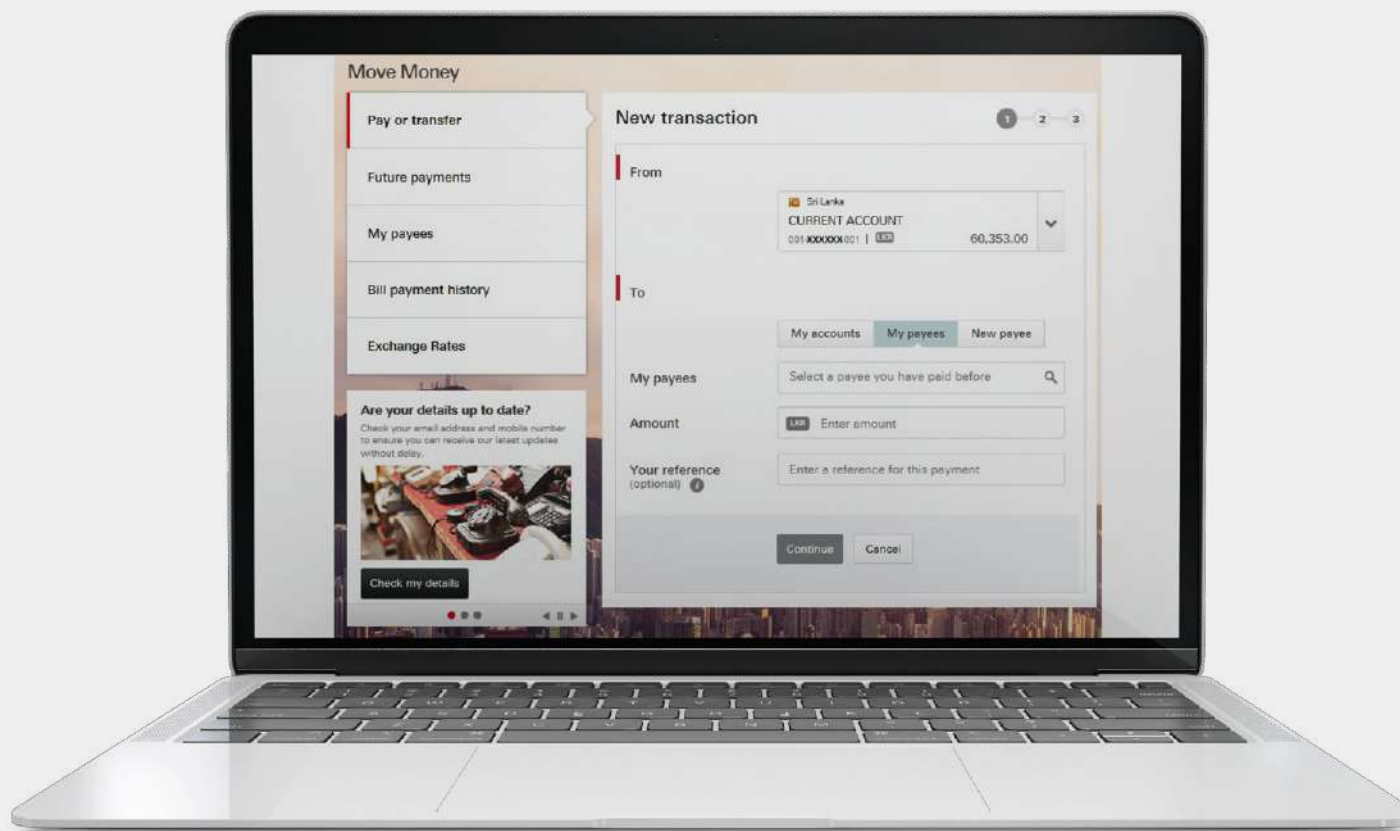 Move Money
Pay or transfer
Future payments
My payees
Bill payment history
Exchange Rates
Are your details up to date?
Check your email address and mobile number
to ensure you can receive our latest updates
without delay.
Check my details
New transaction
1 2 3
From
Sri Lanka
CURRENT ACCOUNT
001-XXXXXX-001 | LKR 60,353.00
To
My accounts My payees New payee
My payees Select a payee you have paid before
Amount LKR Enter amount
Your reference Enter a reference for this payment
(optional) i
Continue Cancel